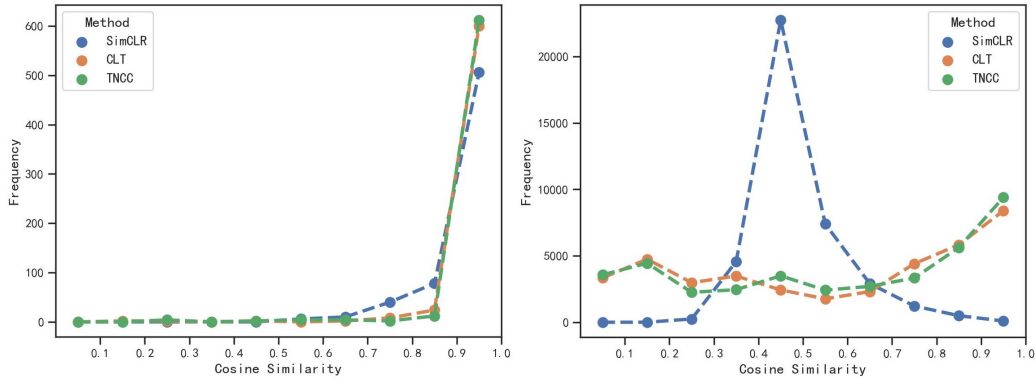 Method
SimCLR
CLT
TNCC
600
500
400
300
200
100
0
Frequency
0.1 0.2 0.3 0.4 0.5 0.6 0.7 0.8 0.9 1.0
Cosine Similarity
Method
SimCLR
CLT
TNCC
20000
15000
10000
5000
0
Frequency
0.1 0.2 0.3 0.4 0.5 0.6 0.7 0.8 0.9 1.0
Cosine Similarity